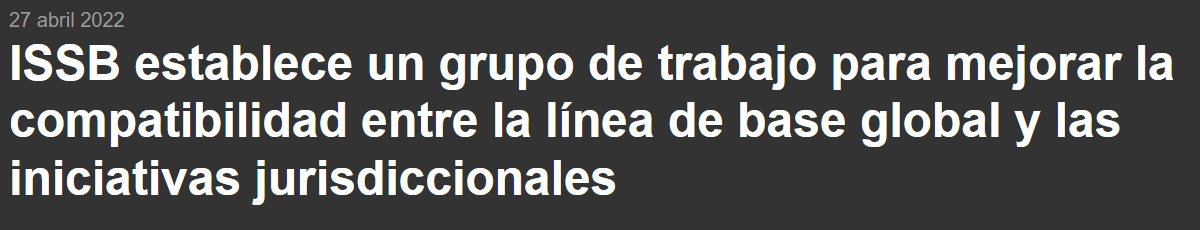 27 abril 2022
ISSB establece un grupo de trabajo para mejorar la
compatibilidad entre la línea de base global y las
iniciativas jurisdiccionales